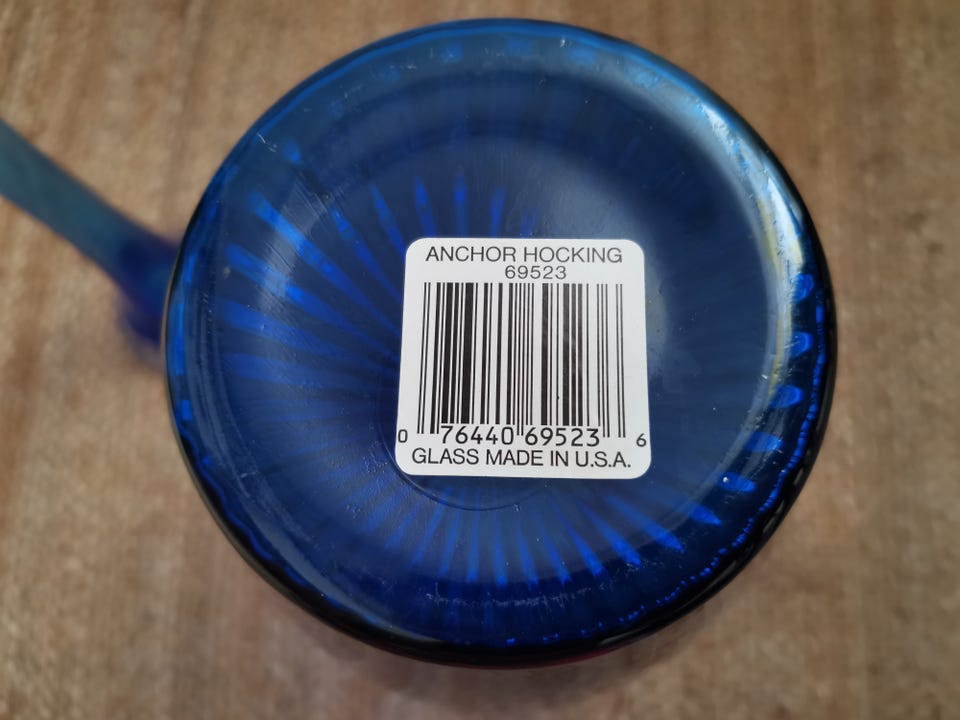 ANCHOR HOCKING
69523
0 76440 69523 6
GLASS MADE IN U.S.A.